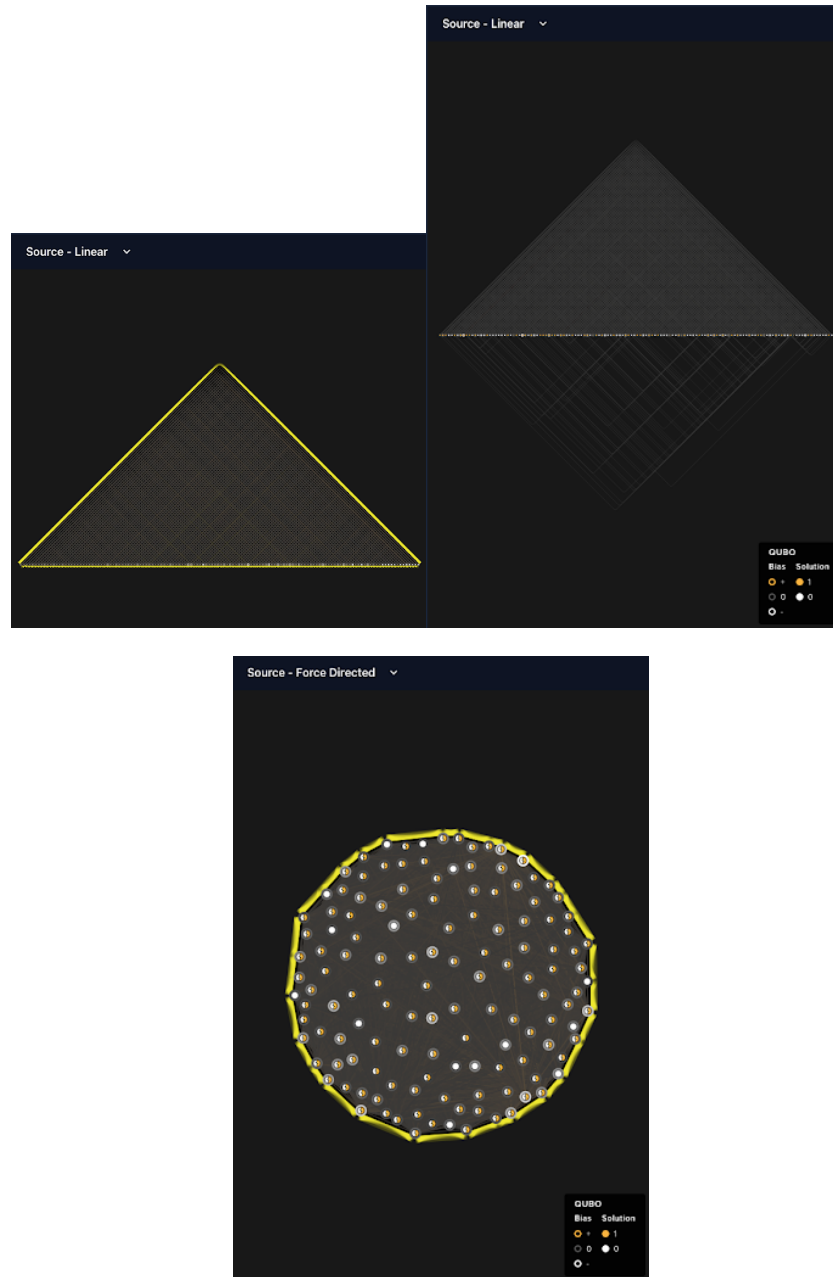 Source - Linear
Source - Linear
QUBO
Bias Solution
+ 1
0 0
-
Source - Force Directed
QUBO
Bias Solution
+ 1
0 0
-